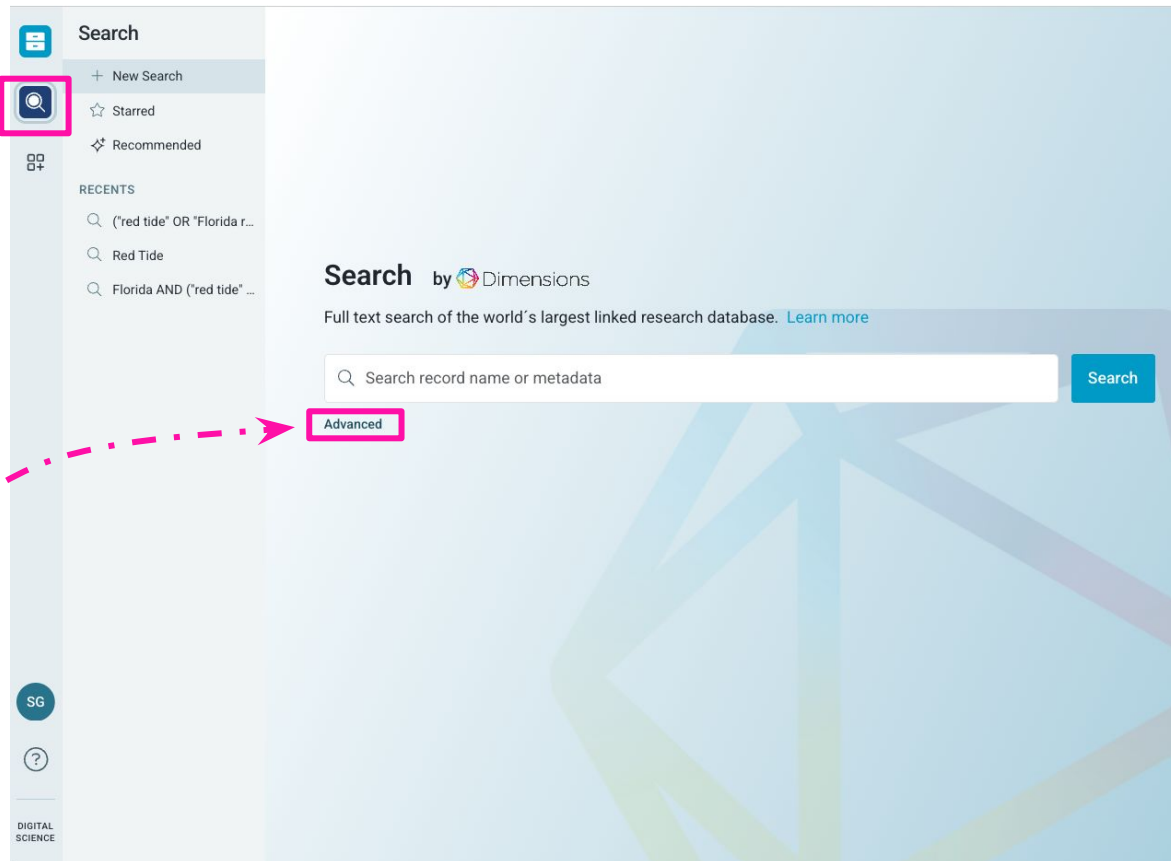 Search
New Search
Starred
Recommended
RECENTS
("red tide" OR "Florida r...
Red Tide
Florida AND ("red tide" ...
Search by Dimensions
Full text search of the world´s largest linked research database. Learn more
Search record name or metadata
Search
Advanced
SG
?
DIGITAL
SCIENCE